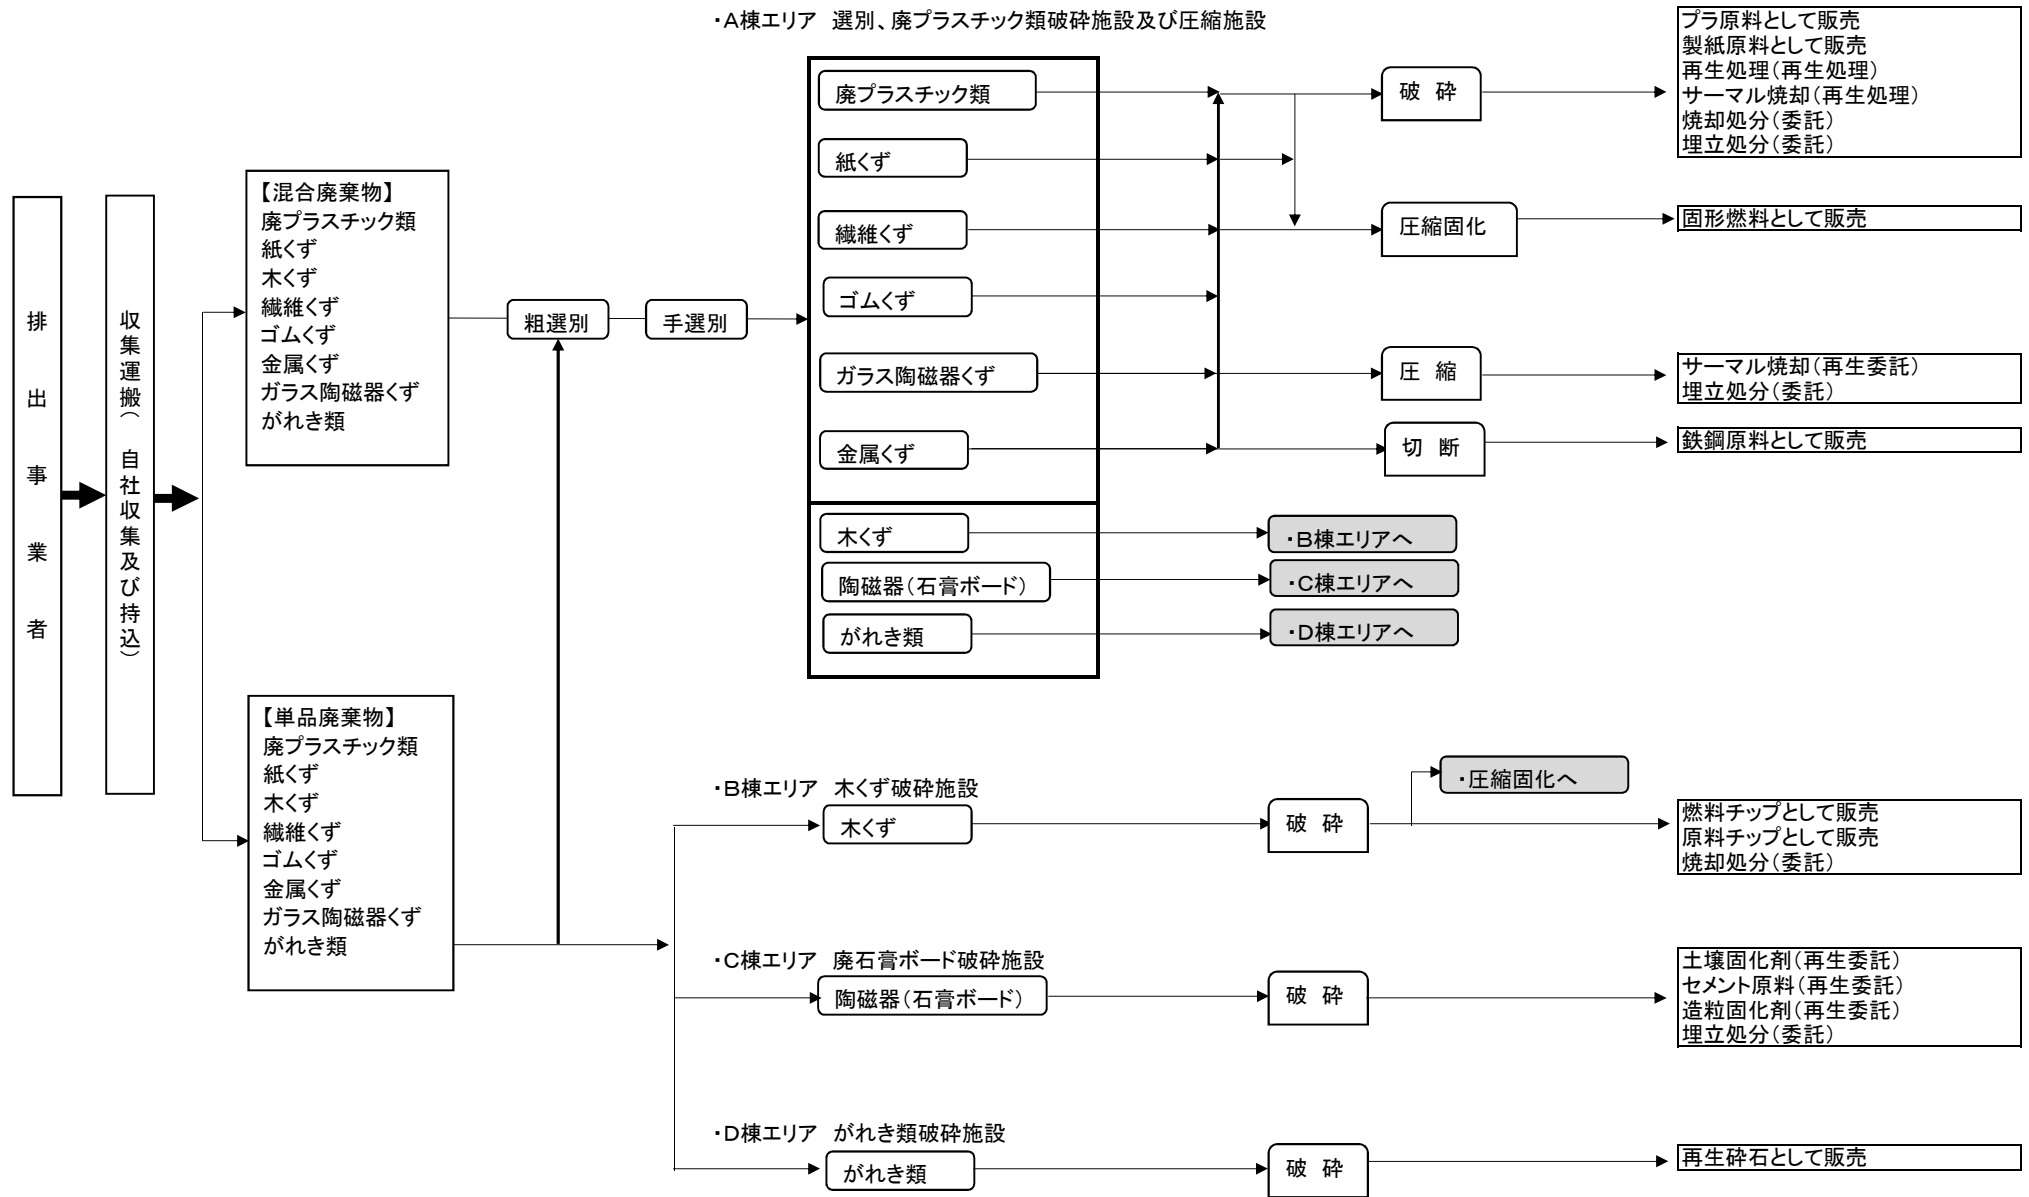 排出事業者
収集運搬（自社収集及び持込）
【混合廃棄物】
廃プラスチック類
紙くず
木くず
繊維くず
ゴムくず
金属くず
ガラス陶磁器くず
がれき類
【単品廃棄物】
廃プラスチック類
紙くず
木くず
繊維くず
ゴムくず
金属くず
ガラス陶磁器くず
がれき類
粗選別
手選別
・A棟エリア　選別、廃プラスチック類破砕施設及び圧縮施設
廃プラスチック類
紙くず
繊維くず
ゴムくず
ガラス陶磁器くず
金属くず
木くず
陶磁器（石膏ボード）
がれき類
破 砕
圧縮固化
圧 縮
切 断
・B棟エリアへ
・C棟エリアへ
・D棟エリアへ
プラ原料として販売
製紙原料として販売
再生処理（再生処理）
サーマル焼却（再生処理）
焼却処分（委託）
埋立処分（委託）
固形燃料として販売
サーマル焼却（再生委託）
埋立処分（委託）
鉄鋼原料として販売
・B棟エリア　木くず破砕施設
木くず
破 砕
・圧縮固化へ
燃料チップとして販売
原料チップとして販売
焼却処分（委託）
・C棟エリア　廃石膏ボード破砕施設
陶磁器（石膏ボード）
破 砕
土壌固化剤（再生委託）
セメント原料（再生委託）
造粒固化剤（再生委託）
埋立処分（委託）
・D棟エリア　がれき類破砕施設
がれき類
破 砕
再生砕石として販売